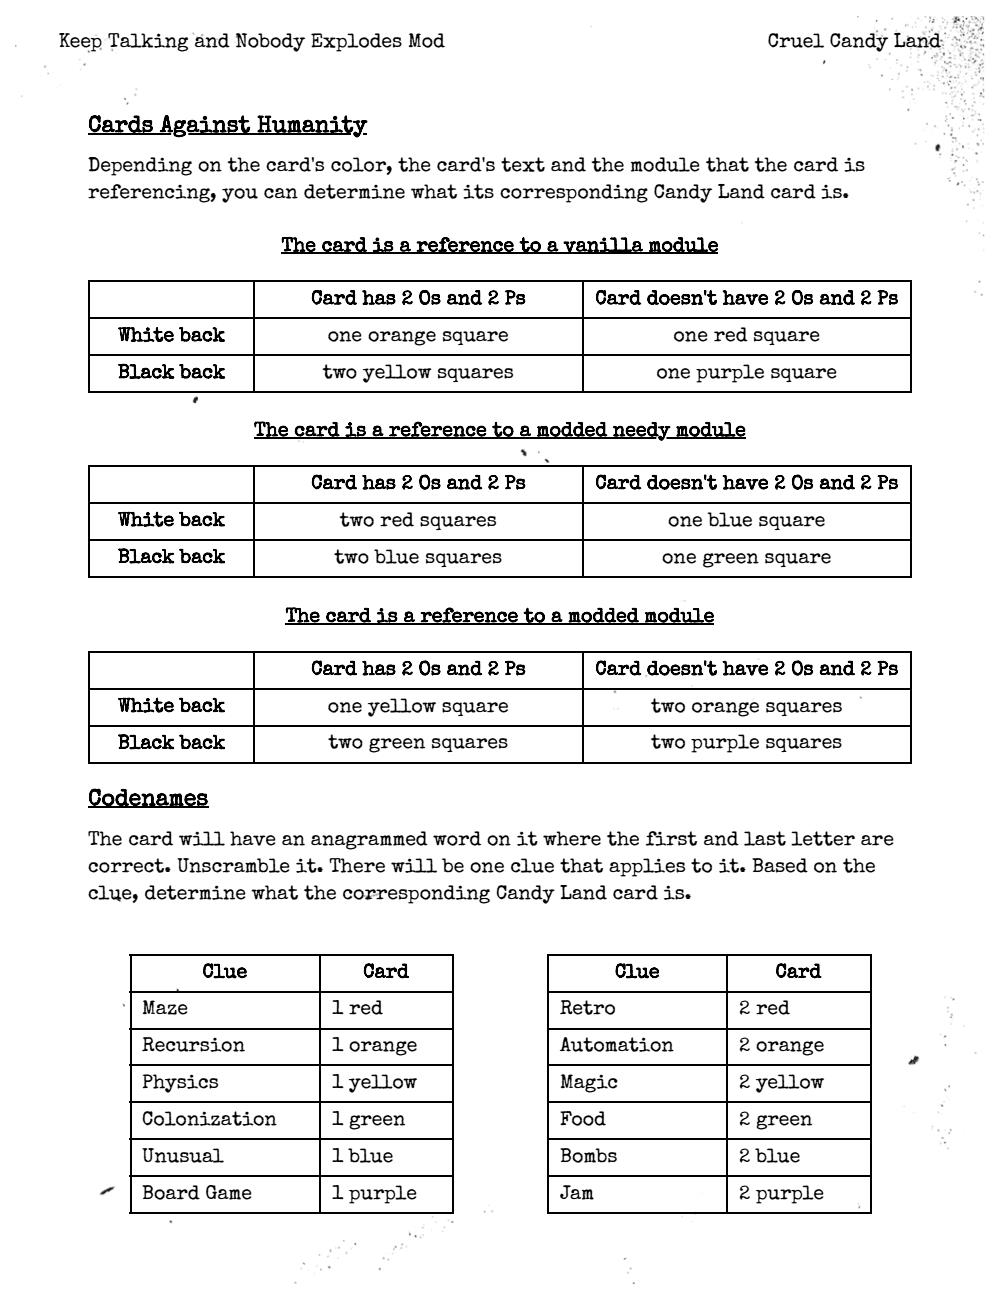 Keep Talking and Nobody Explodes Mod Cruel Candy Land
Cards Against Humanity
Depending on the card's color, the card's text and the module that the card is
referencing, you can determine what its corresponding Candy Land card is.
The card is a reference to a vanilla module
Card has 2 Os and 2 Ps Card doesn't have 2 Os and 2 Ps
White back one orange square one red square
Black back two yellow squares one purple square
The card is a reference to a modded needy module
Card has 2 Os and 2 Ps Card doesn't have 2 Os and 2 Ps
White back two red squares one blue square
Black back two blue squares one green square
The card is a reference to a modded module
Card has 2 Os and 2 Ps Card doesn't have 2 Os and 2 Ps
White back one yellow square two orange squares
Black back two green squares two purple squares
Codenames
The card will have an anagrammed word on it where the first and last letter are
correct. Unscramble it. There will be one clue that applies to it. Based on the
clue, determine what the corresponding Candy Land card is.
Clue Card
Maze 1 red
Recursion 1 orange
Physics 1 yellow
Colonization 1 green
Unusual 1 blue
Board Game 1 purple
Clue Card
Retro 2 red
Automation 2 orange
Magic 2 yellow
Food 2 green
Bombs 2 blue
Jam 2 purple